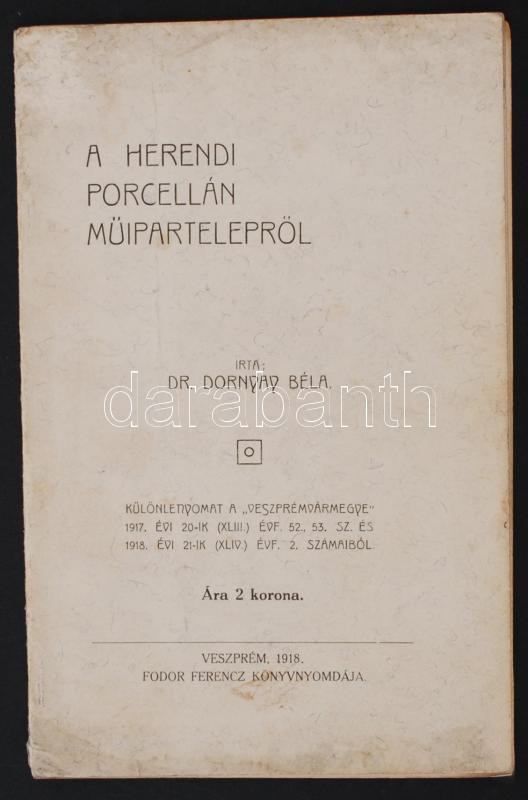 A HERENDI
PORCELLÁN
MŰIPARTELEPRŐL
IRTA:
DR. DORNYAY BÉLA.
darabanth
KÜLÖNLENYOMAT A „VESZPRÉMVÁRMEGYE"
1917. ÉVI 20-IK (XLIII.) ÉVF. 52., 53. SZ. ÉS
1918. ÉVI 21-IK (XLIV.) ÉVF. 2. SZÁMAIBÓL.
Ára 2 korona.
VESZPRÉM, 1918.
FODOR FERENCZ KÖNYVNYOMDÁJA.